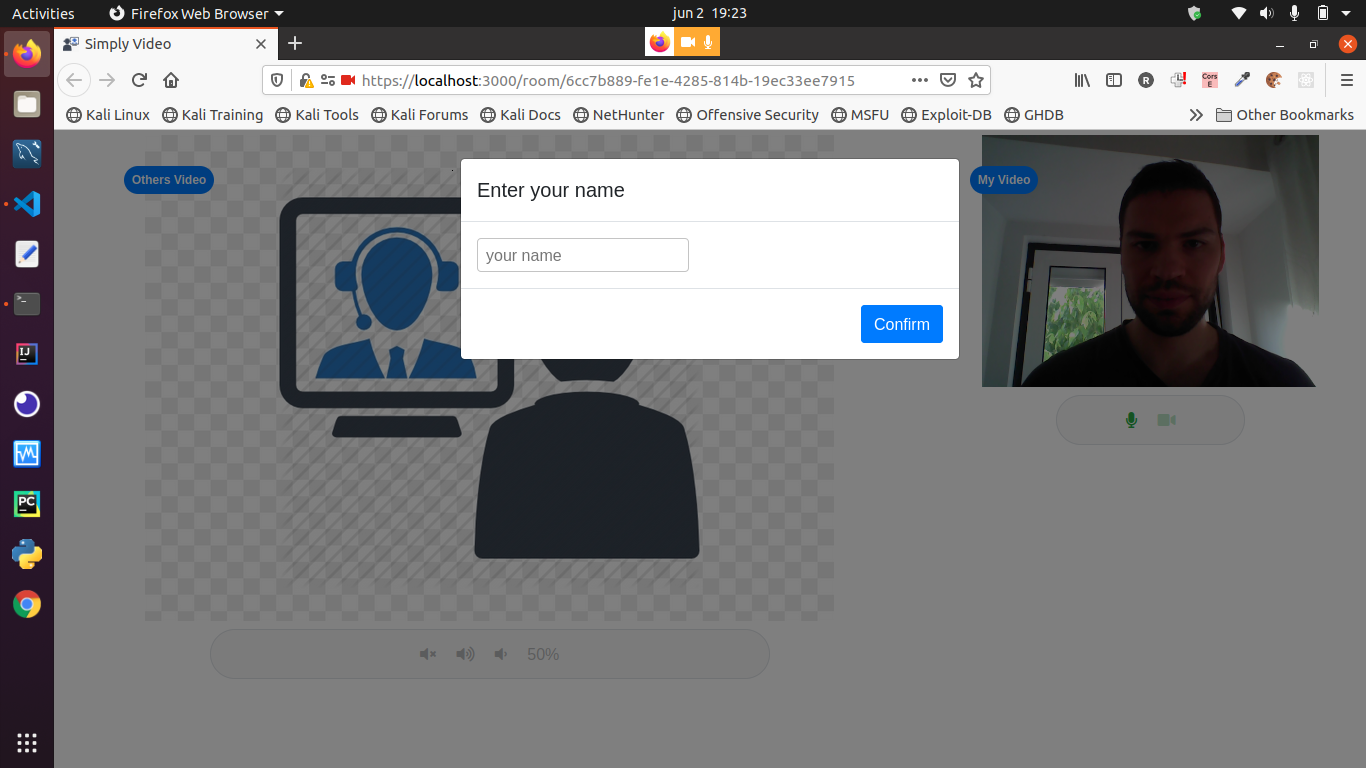 Activities Firefox Web Browser jun 2 19:23
Simply Video
https://localhost:3000/room/6cc7b889-fe1e-4285-814b-19ec33ee7915
Kali Linux Kali Training Kali Tools Kali Forums Kali Docs NetHunter Offensive Security MSFU Exploit-DB GHDB Other Bookmarks
Others Video
Enter your name
your name
Confirm
My Video
50%